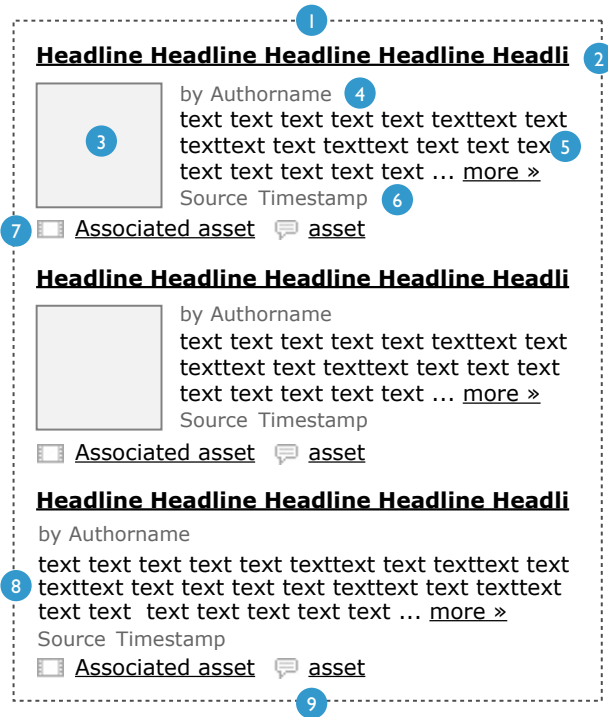 1
Headline Headline Headline Headline Headli 2
3
by Authorname 4
text text text text text texttext text
texttext text texttext text text text tex 5
text text text text text ... more »
Source Timestamp 6
7 Associated asset asset
Headline Headline Headline Headline Headli
by Authorname
text text text text text texttext text
texttext text texttext text text text text
text text text text text ... more »
Source Timestamp
Associated asset asset
Headline Headline Headline Headline Headli
by Authorname
text text text text text texttext text texttext text
8 texttext text text text text texttext text texttext
text text text text text text text ... more »
Source Timestamp
Associated asset asset
9